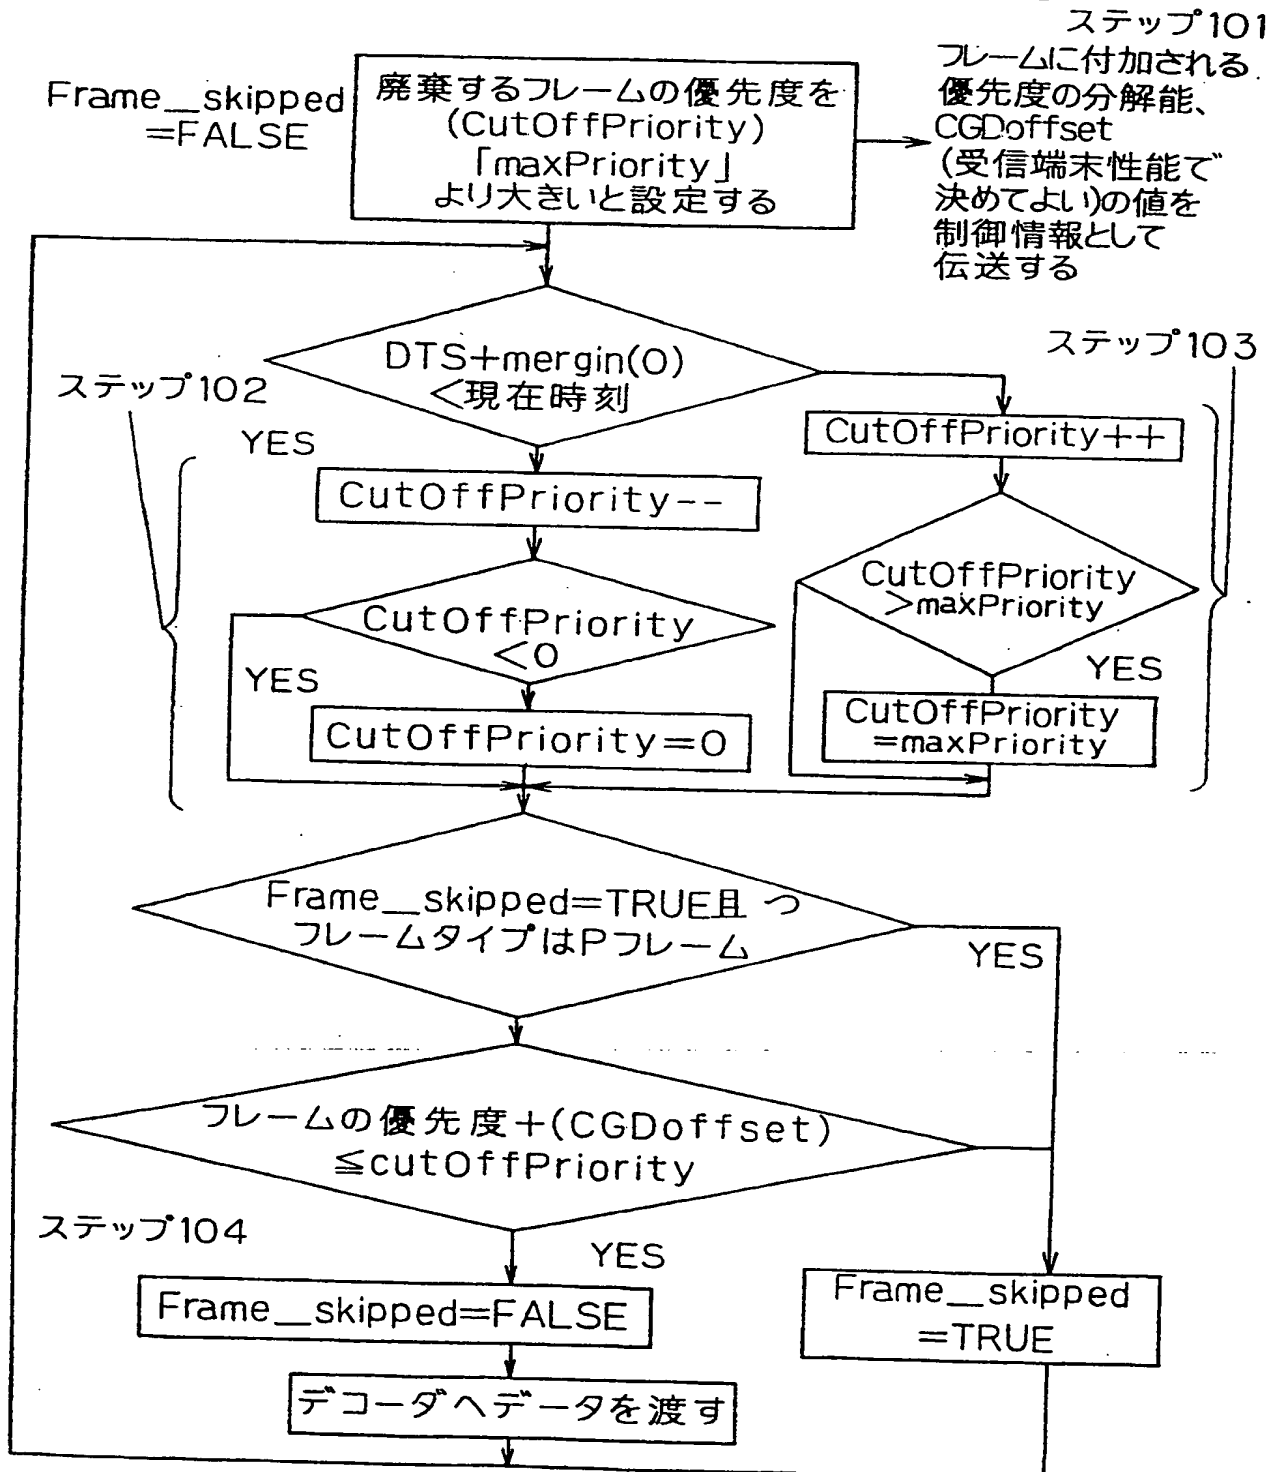 ステップ101
Frame__skipped
=FALSE
廃棄するフレームの優先度を
(CutOffPriority)
「maxPriority」
より大きいと設定する
フレームに付加される
優先度の分解能、
CGDoffset
(受信端末性能で
決めてよい)の値を
制御情報として
伝送する
DTS+mergin(0)
<現在時刻
ステップ102
YES
CutOffPriority--
CutOffPriority
<0
YES
CutOffPriority=0
ステップ103
CutOffPriority++
CutOffPriority
>maxPriority
YES
CutOffPriority
=maxPriority
Frame__skipped=TRUE且つ
フレームタイプはPフレーム
YES
フレームの優先度+(CGDoffset)
≦cutOffPriority
ステップ104
YES
Frame__skipped=FALSE
デコーダへデータを渡す
Frame__skipped
=TRUE